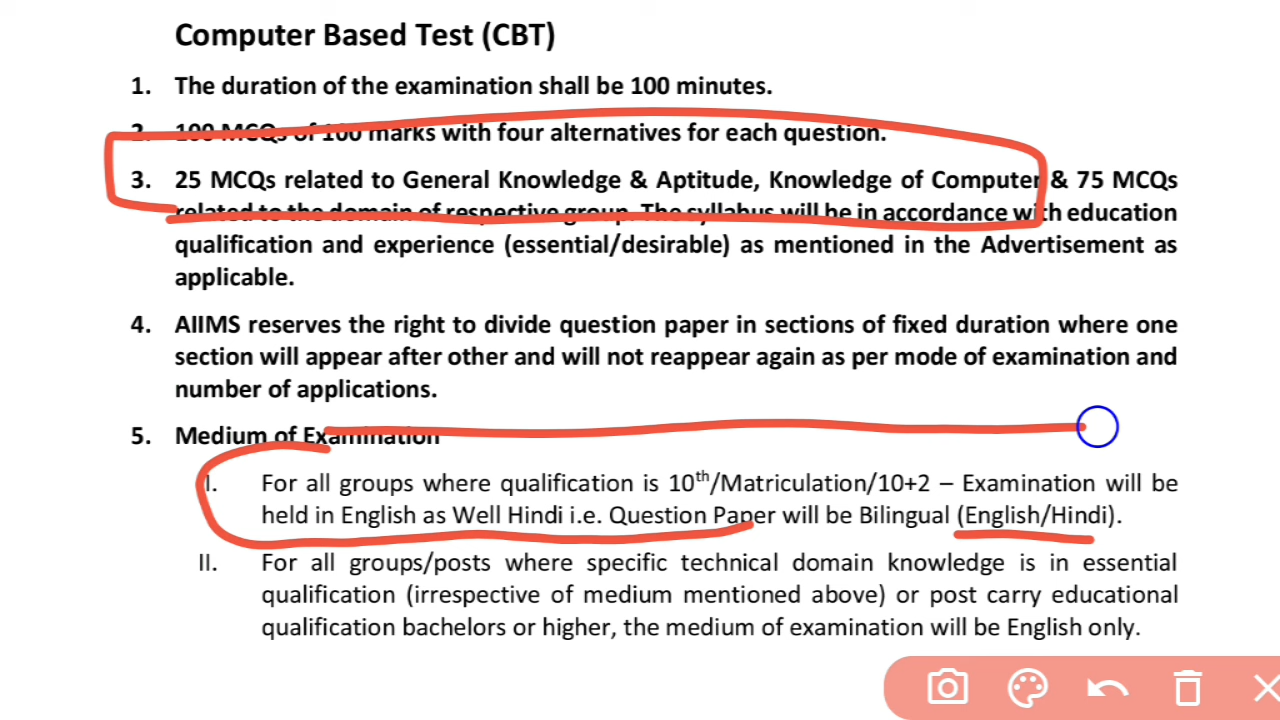 Computer Based Test (CBT)
1. The duration of the examination shall be 100 minutes.
2. 100 MCQs of 100 marks with four alternatives for each question.
3. 25 MCQs related to General Knowledge & Aptitude, Knowledge of Computer & 75 MCQs
related to the domain of respective group. The syllabus will be in accordance with education
qualification and experience (essential/desirable) as mentioned in the Advertisement as
applicable.
4. AIIMS reserves the right to divide question paper in sections of fixed duration where one
section will appear after other and will not reappear again as per mode of examination and
number of applications.
5. Medium of Examination
I. For all groups where qualification is 10th/Matriculation/10+2 – Examination will be
held in English as Well Hindi i.e. Question Paper will be Bilingual (English/Hindi).
II. For all groups/posts where specific technical domain knowledge is in essential
qualification (irrespective of medium mentioned above) or post carry educational
qualification bachelors or higher, the medium of examination will be English only.